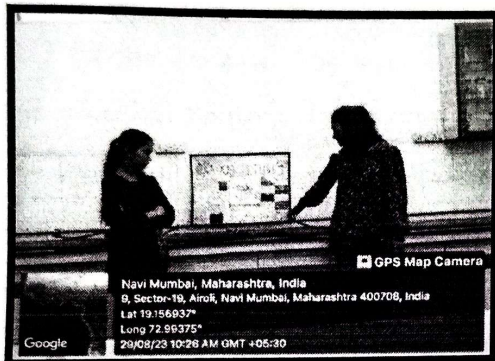 GPS Map Camera
Navi Mumbai, Maharashtra, India
9, Sector-19, Airoli, Navi Mumbai, Maharashtra 400708, India
Lat 19.156937°
Long 72.99375°
29/08/23 10:26 AM GMT +05:30
Google